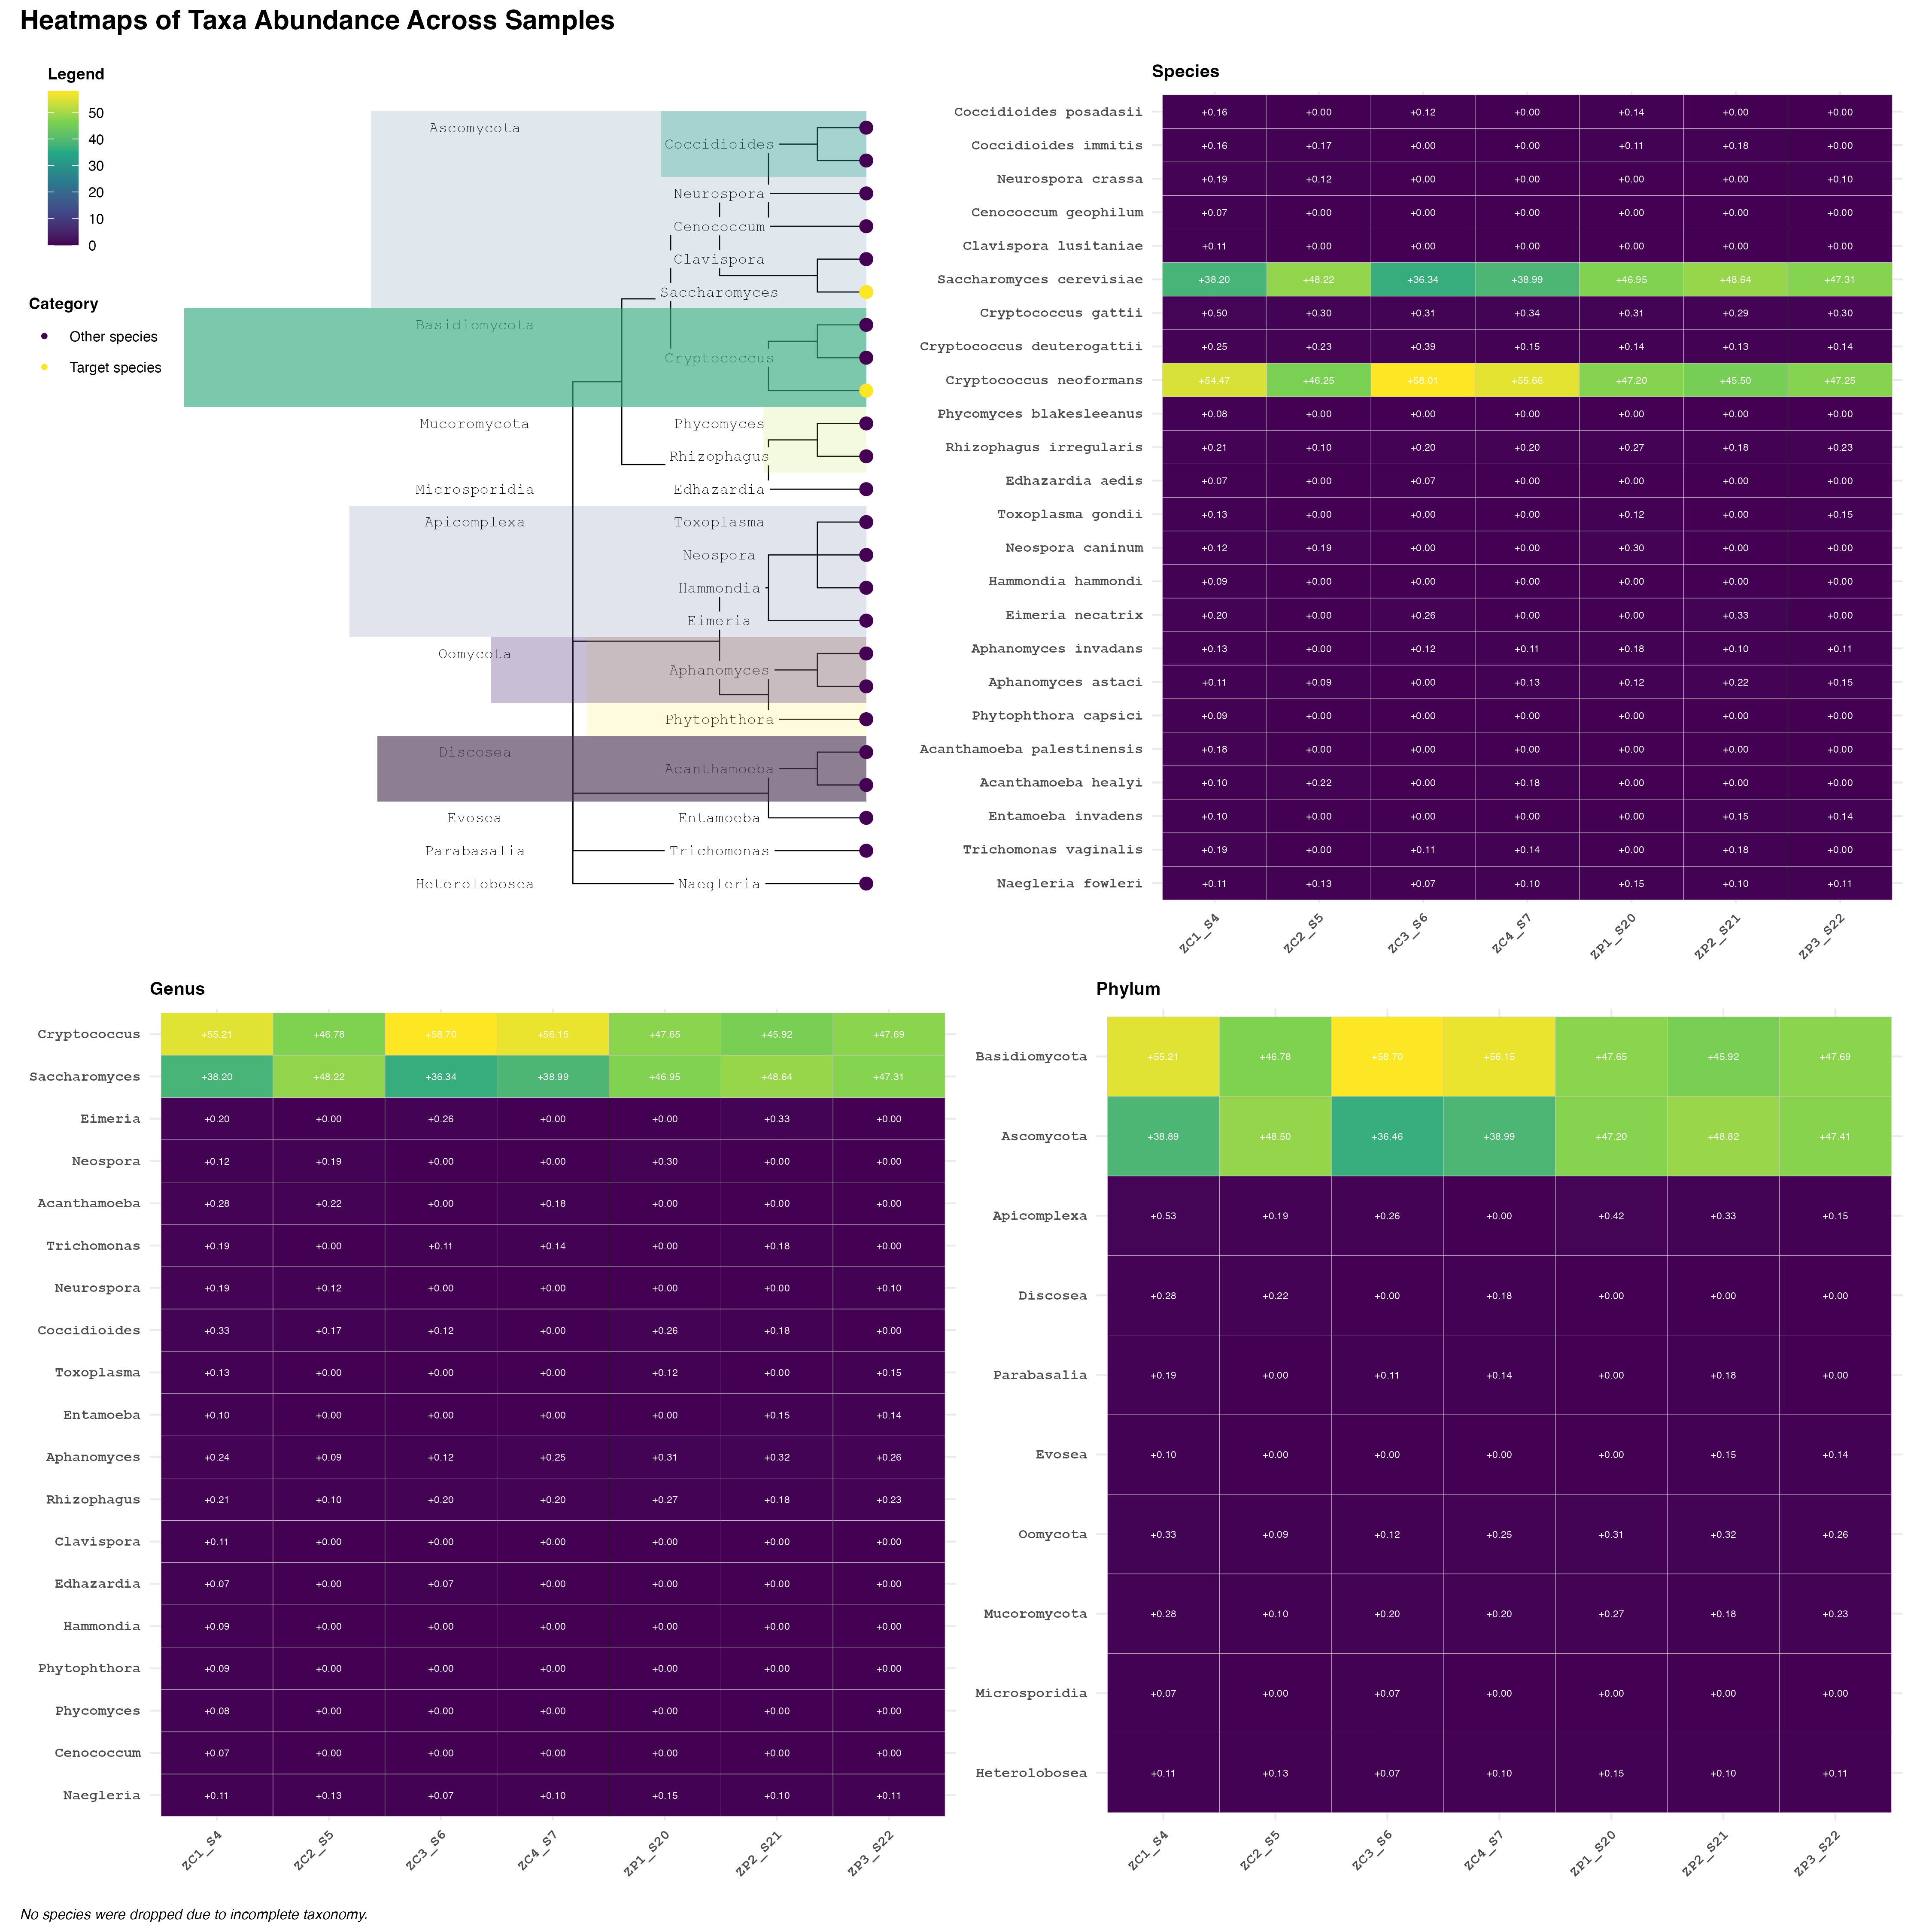 Heatmaps of Taxa Abundance Across Samples
Legend
50
40
30
20
10
0
Category
Other species
Target species
Ascomycota
Coccidioides
Neurospora
Cenococcum
Clavispora
Saccharomyces
Basidiomycota
Cryptococcus
Mucoromycota
Phycomyces
Rhizophagus
Microsporidia
Edhazardia
Apicomplexa
Toxoplasma
Neospora
Hammondia
Eimeria
Oomycota
Aphanomyces
Phytophthora
Discosea
Acanthamoeba
Evosea
Entamoeba
Parabasalia
Trichomonas
Heterolobosea
Naegleria
Species
Coccidioides posadasii +0.16 +0.00 +0.12 +0.00 +0.14 +0.00 +0.00
Coccidioides immitis +0.16 +0.17 +0.00 +0.00 +0.11 +0.18 +0.00
Neurospora crassa +0.19 +0.12 +0.00 +0.00 +0.00 +0.00 +0.10
Cenococcum geophilum +0.07 +0.00 +0.00 +0.00 +0.00 +0.00 +0.00
Clavispora lusitaniae +0.11 +0.00 +0.00 +0.00 +0.00 +0.00 +0.00
Saccharomyces cerevisiae +38.20 +48.22 +36.34 +38.99 +46.95 +48.64 +47.31
Cryptococcus gattii +0.50 +0.30 +0.31 +0.34 +0.31 +0.29 +0.30
Cryptococcus deuterogattii +0.25 +0.23 +0.39 +0.15 +0.14 +0.13 +0.14
Cryptococcus neoformans +54.47 +46.25 +58.01 +55.66 +47.20 +45.50 +47.25
Phycomyces blakesleeanus +0.08 +0.00 +0.00 +0.00 +0.00 +0.00 +0.00
Rhizophagus irregularis +0.21 +0.10 +0.20 +0.20 +0.27 +0.18 +0.23
Edhazardia aedis +0.07 +0.00 +0.07 +0.00 +0.00 +0.00 +0.00
Toxoplasma gondii +0.13 +0.00 +0.00 +0.00 +0.12 +0.00 +0.15
Neospora caninum +0.12 +0.19 +0.00 +0.00 +0.30 +0.00 +0.00
Hammondia hammondi +0.09 +0.00 +0.00 +0.00 +0.00 +0.00 +0.00
Eimeria necatrix +0.20 +0.00 +0.26 +0.00 +0.00 +0.33 +0.00
Aphanomyces invadans +0.13 +0.00 +0.12 +0.11 +0.18 +0.10 +0.11
Aphanomyces astaci +0.11 +0.09 +0.00 +0.13 +0.12 +0.22 +0.15
Phytophthora capsici +0.09 +0.00 +0.00 +0.00 +0.00 +0.00 +0.00
Acanthamoeba palestinensis +0.18 +0.00 +0.00 +0.00 +0.00 +0.00 +0.00
Acanthamoeba healyi +0.10 +0.22 +0.00 +0.18 +0.00 +0.00 +0.00
Entamoeba invadens +0.10 +0.00 +0.00 +0.00 +0.00 +0.15 +0.14
Trichomonas vaginalis +0.19 +0.00 +0.11 +0.14 +0.00 +0.18 +0.00
Naegleria fowleri +0.11 +0.13 +0.07 +0.10 +0.15 +0.10 +0.11
ZC1_S4 ZC2_S5 ZC3_S6 ZC4_S7 ZP1_S20 ZP2_S21 ZP3_S22
Genus
Cryptococcus +55.21 +46.78 +58.70 +56.15 +47.65 +45.92 +47.69
Saccharomyces +38.20 +48.22 +36.34 +38.99 +46.95 +48.64 +47.31
Eimeria +0.20 +0.00 +0.26 +0.00 +0.00 +0.33 +0.00
Neospora +0.12 +0.19 +0.00 +0.00 +0.30 +0.00 +0.00
Acanthamoeba +0.28 +0.22 +0.00 +0.18 +0.00 +0.00 +0.00
Trichomonas +0.19 +0.00 +0.11 +0.14 +0.00 +0.18 +0.00
Neurospora +0.19 +0.12 +0.00 +0.00 +0.00 +0.00 +0.10
Coccidioides +0.33 +0.17 +0.12 +0.00 +0.26 +0.18 +0.00
Toxoplasma +0.13 +0.00 +0.00 +0.00 +0.12 +0.00 +0.15
Entamoeba +0.10 +0.00 +0.00 +0.00 +0.00 +0.15 +0.14
Aphanomyces +0.24 +0.09 +0.12 +0.25 +0.31 +0.32 +0.26
Rhizophagus +0.21 +0.10 +0.20 +0.20 +0.27 +0.18 +0.23
Clavispora +0.11 +0.00 +0.00 +0.00 +0.00 +0.00 +0.00
Edhazardia +0.07 +0.00 +0.07 +0.00 +0.00 +0.00 +0.00
Hammondia +0.09 +0.00 +0.00 +0.00 +0.00 +0.00 +0.00
Phytophthora +0.09 +0.00 +0.00 +0.00 +0.00 +0.00 +0.00
Phycomyces +0.08 +0.00 +0.00 +0.00 +0.00 +0.00 +0.00
Cenococcum +0.07 +0.00 +0.00 +0.00 +0.00 +0.00 +0.00
Naegleria +0.11 +0.13 +0.07 +0.10 +0.15 +0.10 +0.11
ZC1_S4 ZC2_S5 ZC3_S6 ZC4_S7 ZP1_S20 ZP2_S21 ZP3_S22
Phylum
Basidiomycota +55.21 +46.78 +58.70 +56.15 +47.65 +45.92 +47.69
Ascomycota +38.89 +48.50 +36.46 +38.99 +47.20 +48.82 +47.41
Apicomplexa +0.53 +0.19 +0.26 +0.00 +0.42 +0.33 +0.15
Discosea +0.28 +0.22 +0.00 +0.18 +0.00 +0.00 +0.00
Parabasalia +0.19 +0.00 +0.11 +0.14 +0.00 +0.18 +0.00
Evosea +0.10 +0.00 +0.00 +0.00 +0.00 +0.15 +0.14
Oomycota +0.33 +0.09 +0.12 +0.25 +0.31 +0.32 +0.26
Mucoromycota +0.28 +0.10 +0.20 +0.20 +0.27 +0.18 +0.23
Microsporidia +0.07 +0.00 +0.07 +0.00 +0.00 +0.00 +0.00
Heterolobosea +0.11 +0.13 +0.07 +0.10 +0.15 +0.10 +0.11
ZC1_S4 ZC2_S5 ZC3_S6 ZC4_S7 ZP1_S20 ZP2_S21 ZP3_S22
No species were dropped due to incomplete taxonomy.